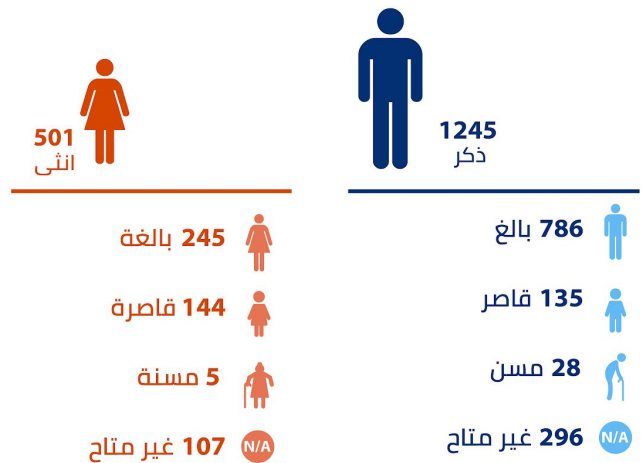 1245
ذكر
786 بالغ
135 قاصر
28 مسن
N/A
296 غير متاح
501
انثى
245 بالغة
144 قاصرة
5 مسنة
N/A
107 غير متاح